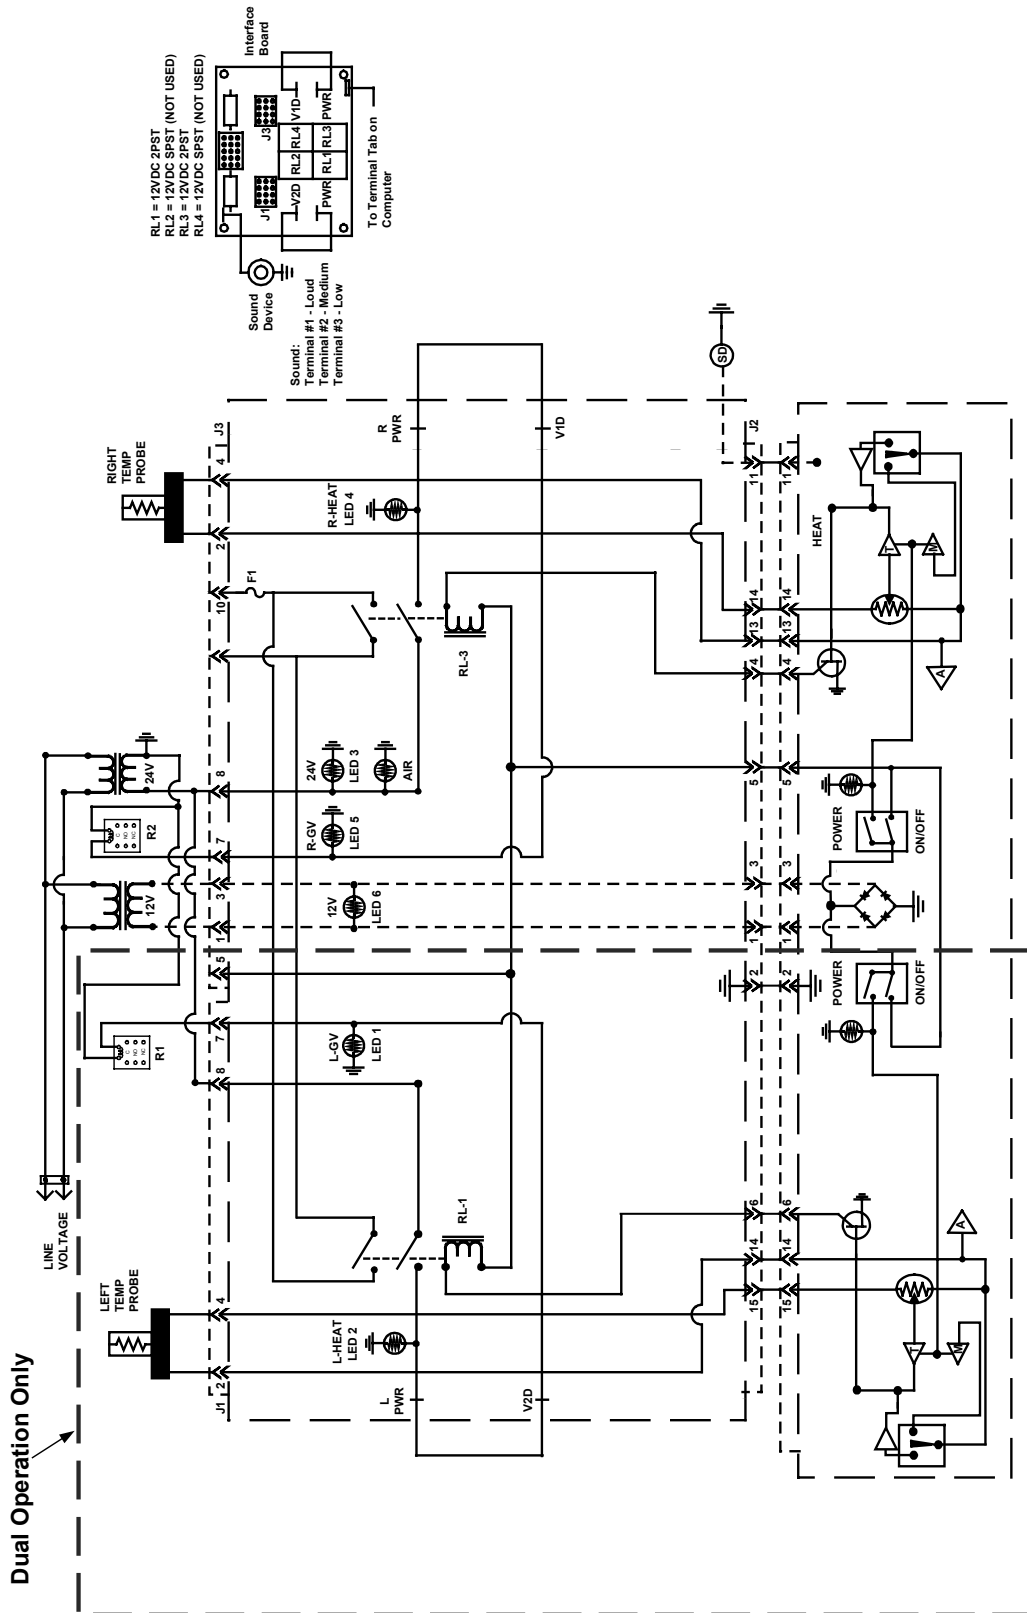 Dual Operation Only
LINE
VOLTAGE
LEFT
TEMP
PROBE
RIGHT
TEMP
PROBE
RL1 = 12VDC 2PST
RL2 = 12VDC SPST (NOT USED)
RL3 = 12VDC 2PST
RL4 = 12VDC SPST (NOT USED)
Interface
Board
Sound
Device
J1
J3
V2D
RL2
RL4
V1D
PWR
RL1
RL3
PWR
To Terminal Tab on
Computer
Sound:
Terminal #1 - Loud
Terminal #2 - Medium
Terminal #3 - Low
R1
C
NO
NC
R2
C
NO
NC
12V
24V
J1
2
4
8
7
5
1
3
7
8
10
2
4
J3
F1
L-HEAT
LED 2
L-GV
LED 1
12V
LED 6
R-GV
LED 5
24V
LED 3
AIR
R-HEAT
LED 4
L
PWR
V2D
R
PWR
V1D
RL-1
RL-3
SD
J2
15
14
6
2
1
3
5
4
13
14
11
15
14
6
2
1
3
5
4
13
14
11
POWER
ON/OFF
POWER
ON/OFF
HEAT
T
M
A
T
M
A